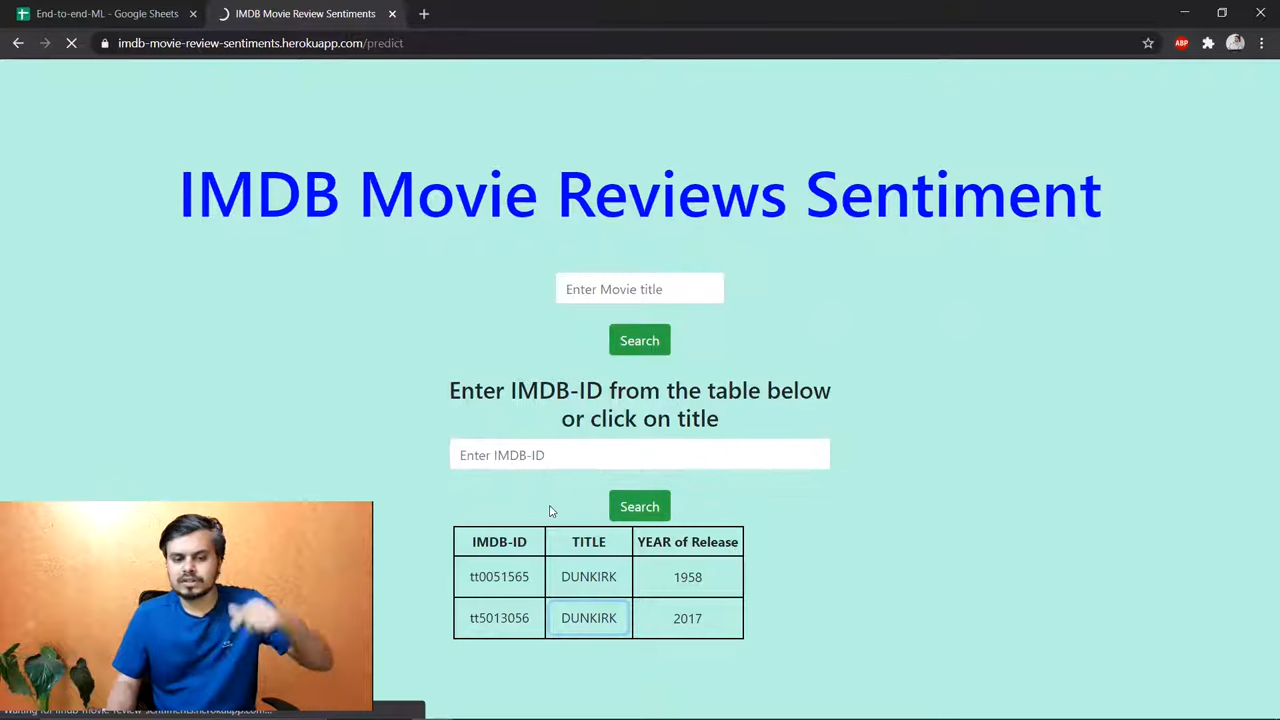 End-to-end-ML - Google Sheets
IMDB Movie Review Sentiments
imdb-movie-review-sentiments.herokuapp.com/predict
ABP
IMDB Movie Reviews Sentiment
Enter Movie title
Search
Enter IMDB-ID from the table below
or click on title
Enter IMDB-ID
Search
IMDB-ID TITLE YEAR of Release
tt0051565 DUNKIRK 1958
tt5013056 DUNKIRK 2017